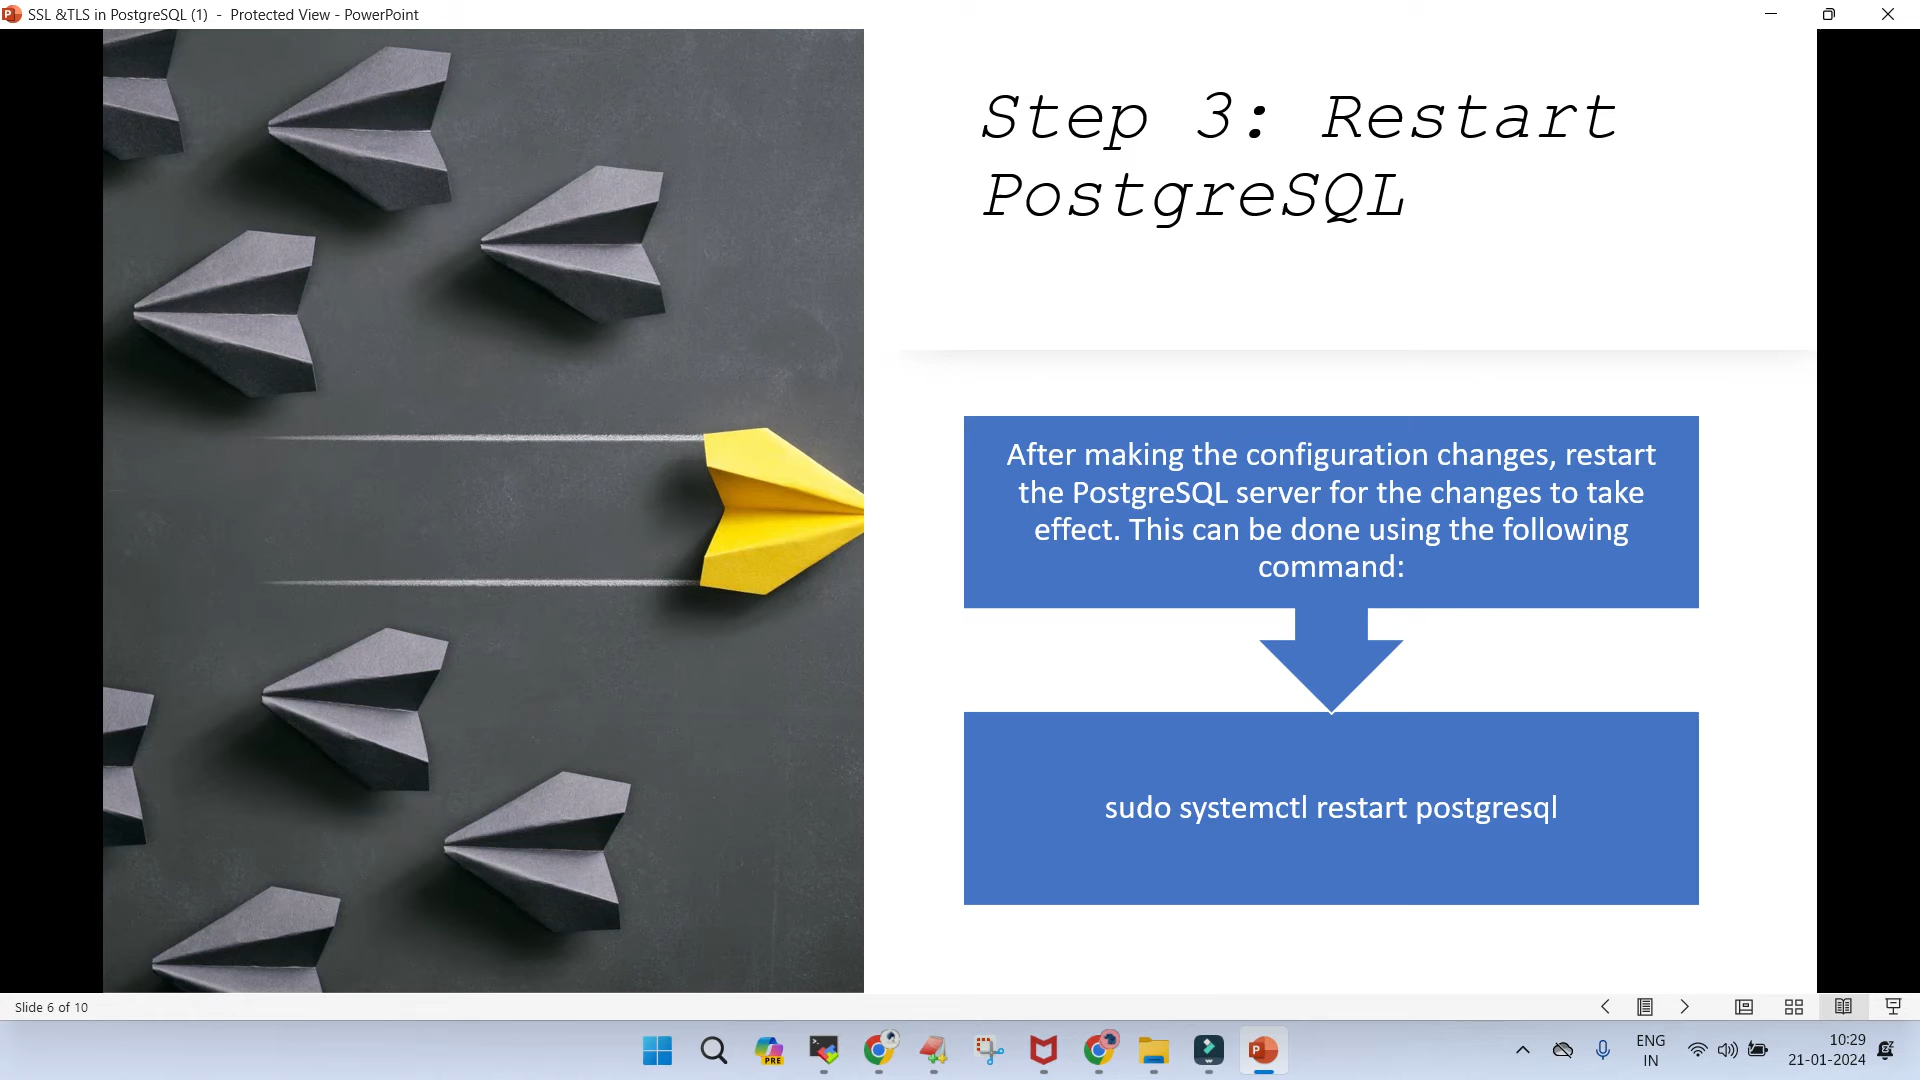 SSL &TLS in PostgreSQL (1) - Protected View - PowerPoint
Step 3: Restart
PostgreSQL
After making the configuration changes, restart
the PostgreSQL server for the changes to take
effect. This can be done using the following
command:
sudo systemctl restart postgresql
Slide 6 of 10
PRE
ENG
IN
10:29
21-01-2024